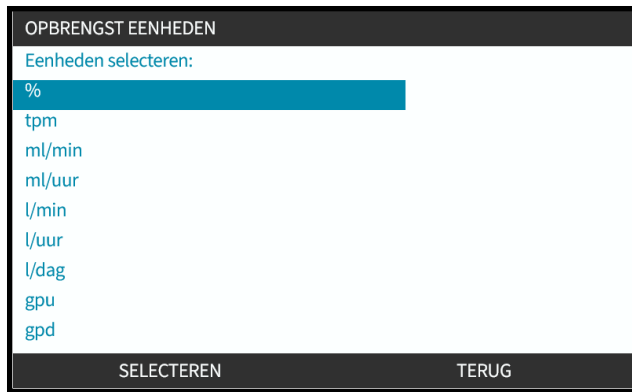 OPBRENGST EENHEDEN
Eenheden selecteren:
%
tpm
ml/min
ml/uur
l/min
l/uur
l/dag
gpu
gpd
SELECTEREN TERUG